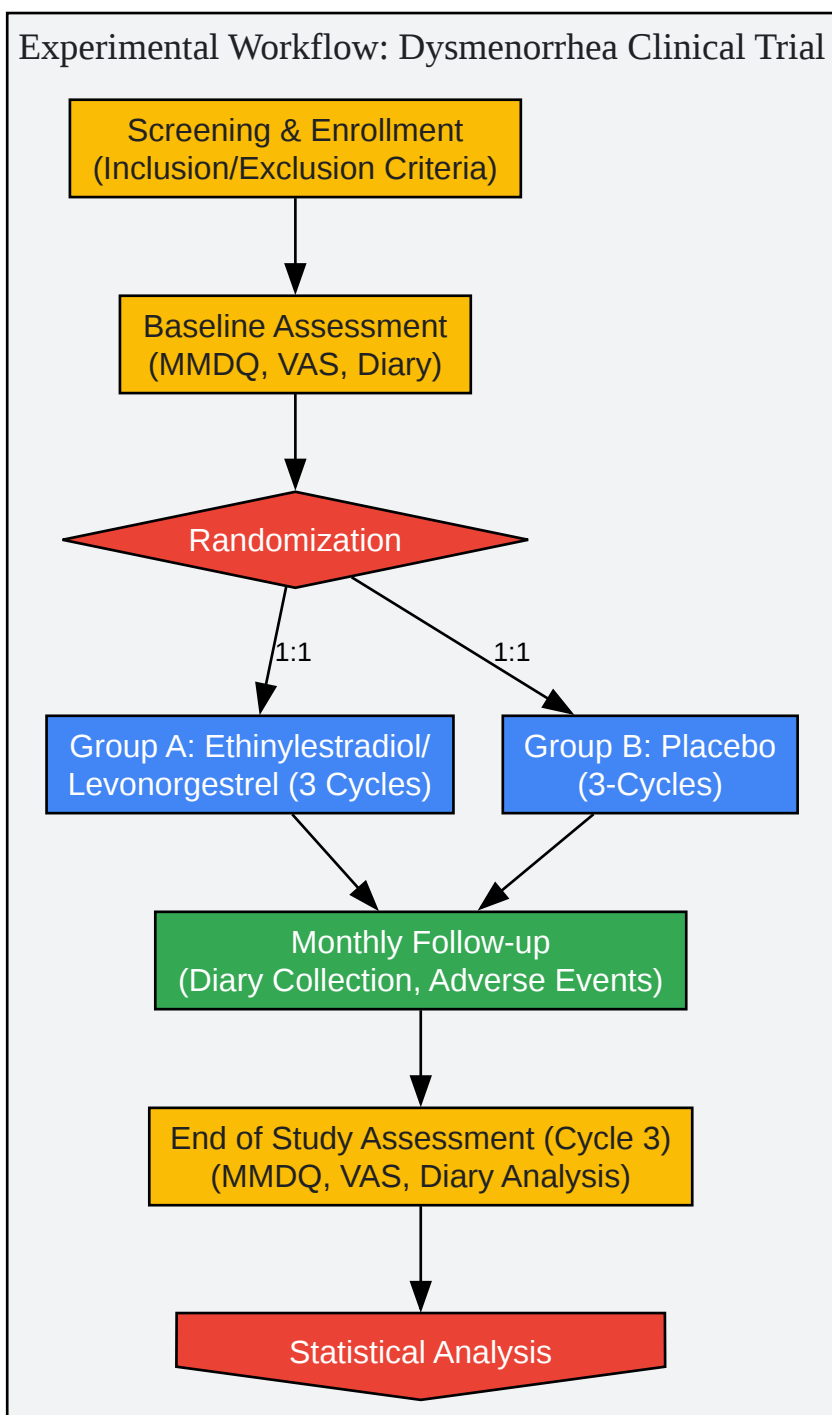 Experimental Workflow: Dysmenorrhea Clinical Trial
Screening & Enrollment
(Inclusion/Exclusion Criteria)
Baseline Assessment
(MMDQ, VAS, Diary)
Randomization
1:1
1:1
Group A: Ethinylestradiol/
Levonorgestrel (3 Cycles)
Group B: Placebo
(3-Cycles)
Monthly Follow-up
(Diary Collection, Adverse Events)
End of Study Assessment (Cycle 3)
(MMDQ, VAS, Diary Analysis)
Statistical Analysis